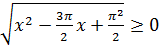 √(x² − 3π/2 x + π²/2) ≥ 0